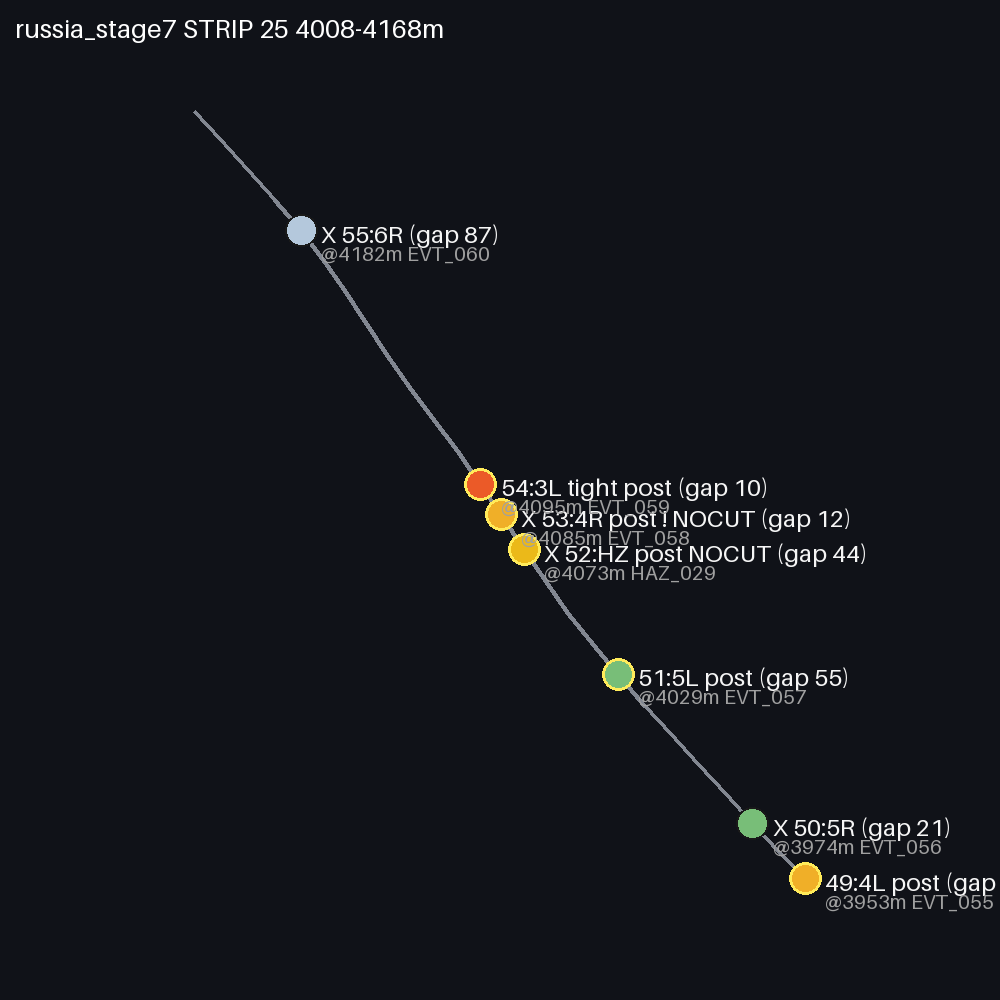 russia_stage7 STRIP 25 4008-4168m
X 55:6R (gap 87)
@4182m EVT_060
54:3L tight post (gap 10)
@4095m EVT_059
X 53:4R post ! NOCUT (gap 12)
@4085m EVT_058
X 52:HZ post NOCUT (gap 44)
@4073m HAZ_029
51:5L post (gap 55)
@4029m EVT_057
X 50:5R (gap 21)
@3974m EVT_056
49:4L post (gap
@3953m EVT_055